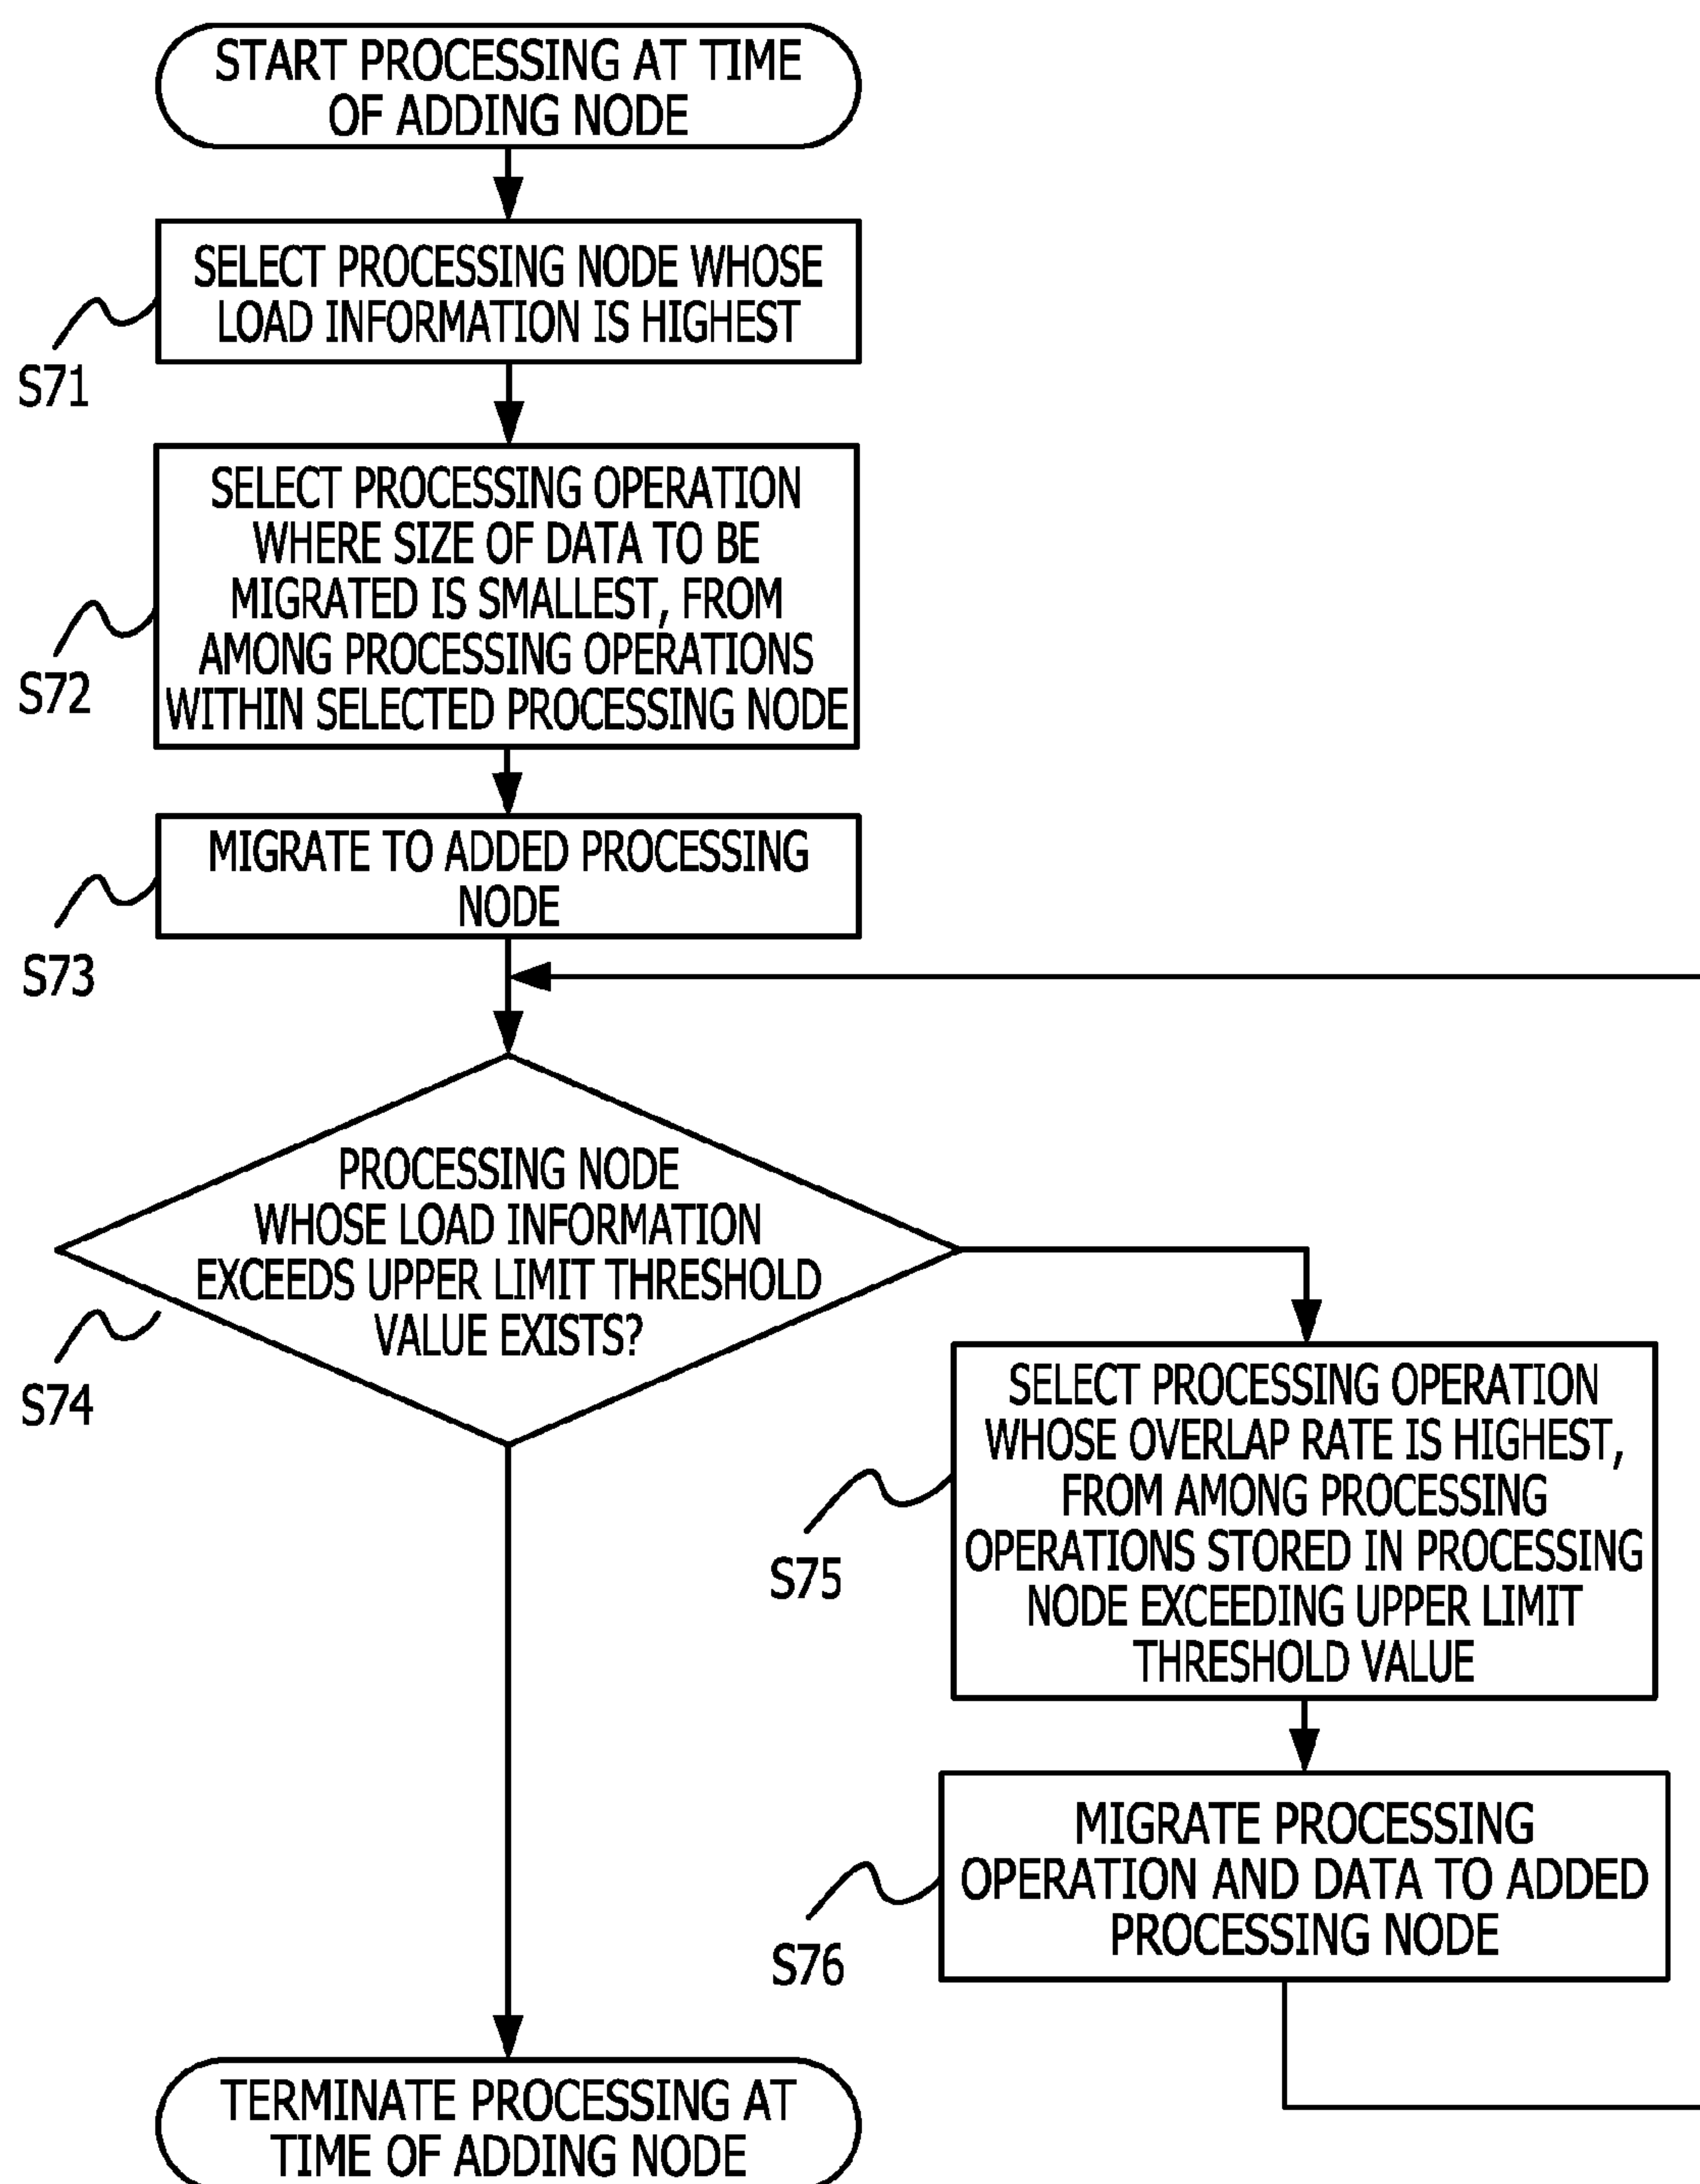 START PROCESSING AT TIME
OF ADDING NODE
SELECT PROCESSING NODE WHOSE
LOAD INFORMATION IS HIGHEST
S71
SELECT PROCESSING OPERATION
WHERE SIZE OF DATA TO BE
MIGRATED IS SMALLEST, FROM
AMONG PROCESSING OPERATIONS
WITHIN SELECTED PROCESSING NODE
S72
MIGRATE TO ADDED PROCESSING
NODE
S73
PROCESSING NODE
WHOSE LOAD INFORMATION
EXCEEDS UPPER LIMIT THRESHOLD
VALUE EXISTS?
S74
SELECT PROCESSING OPERATION
WHOSE OVERLAP RATE IS HIGHEST,
FROM AMONG PROCESSING
OPERATIONS STORED IN PROCESSING
NODE EXCEEDING UPPER LIMIT
THRESHOLD VALUE
S75
MIGRATE PROCESSING
OPERATION AND DATA TO ADDED
PROCESSING NODE
S76
TERMINATE PROCESSING AT
TIME OF ADDING NODE